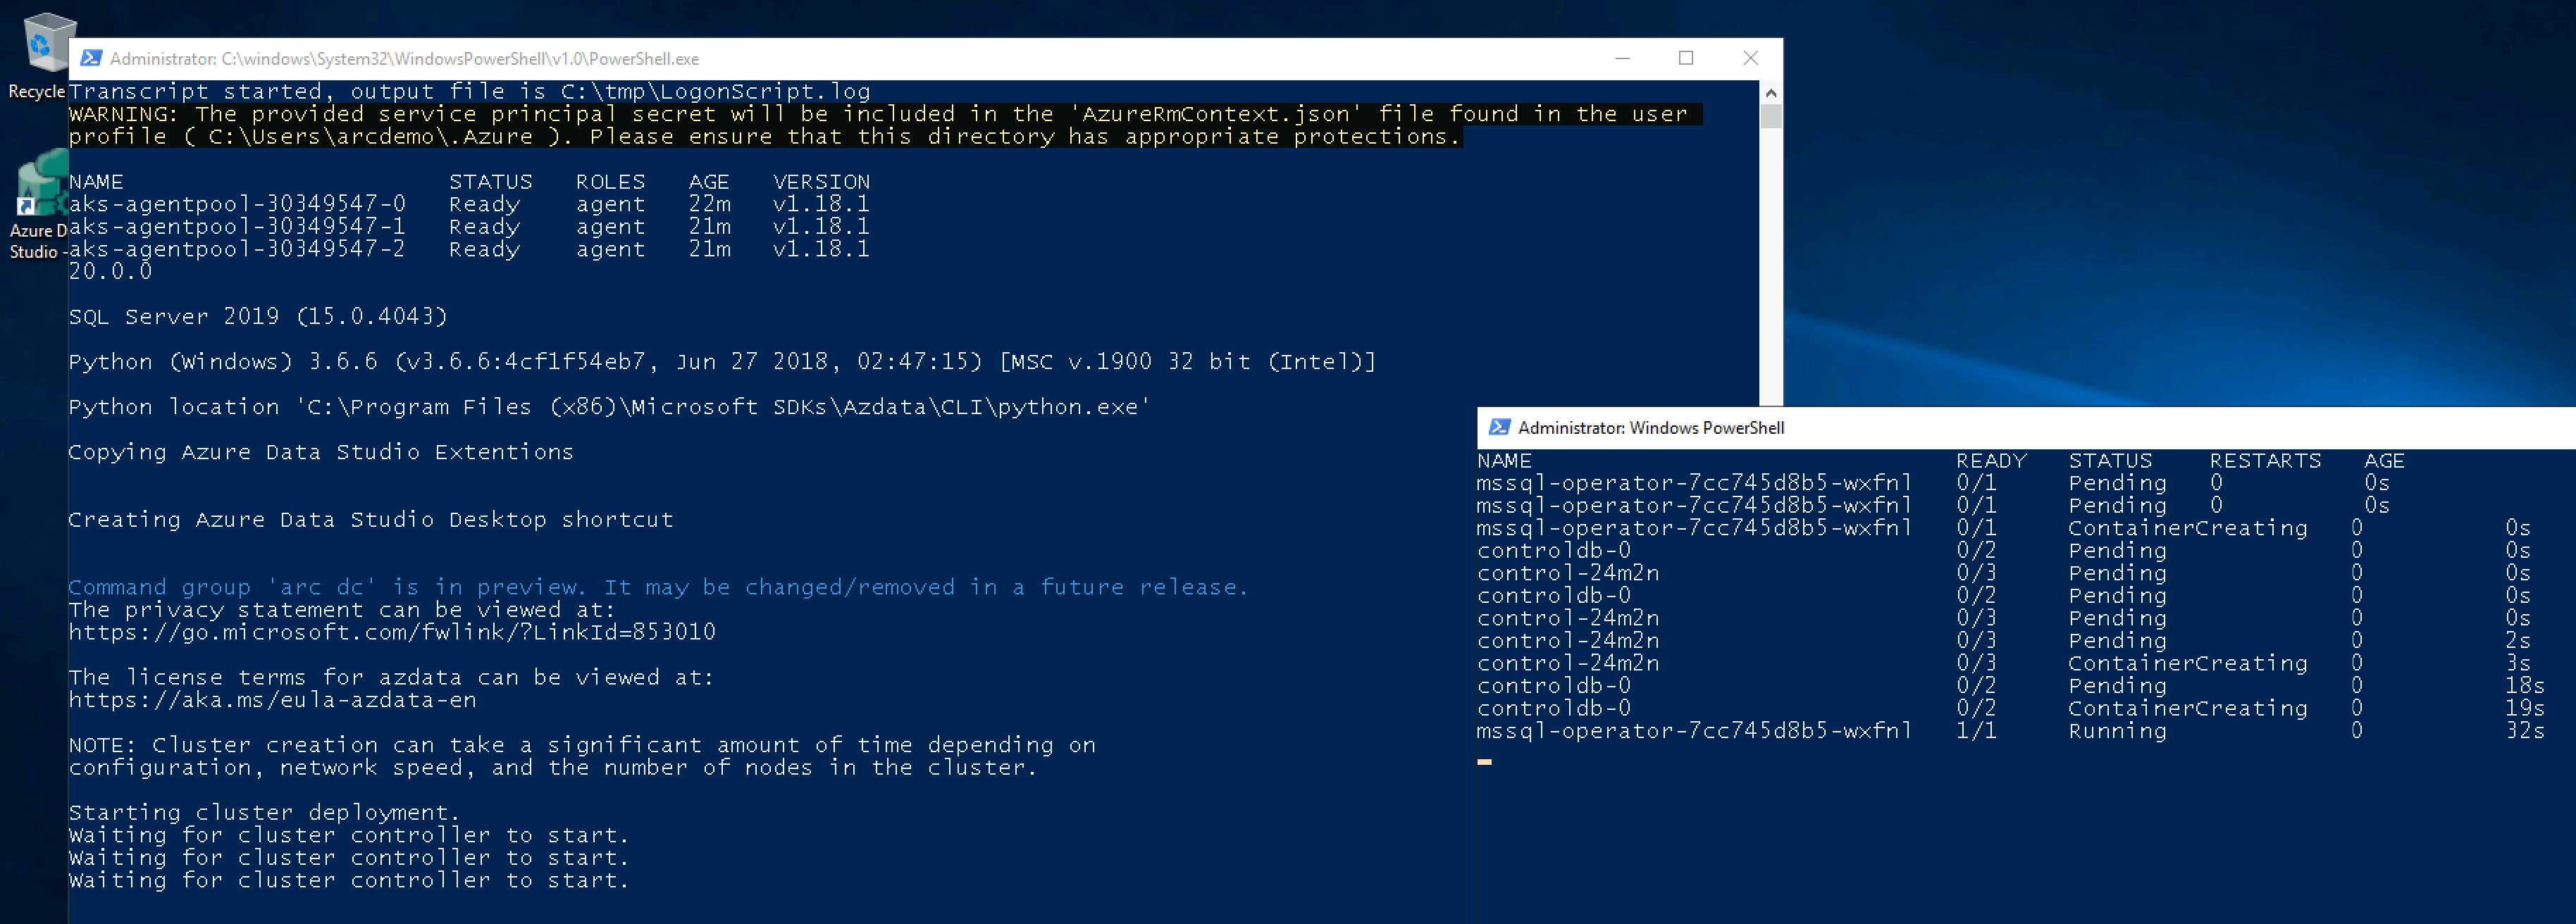 Recycle
Azure D
Studio -
Administrator: C:\windows\System32\WindowsPowerShell\v1.0\PowerShell.exe
Transcript started, output file is C:\tmp\LogonScript.log
WARNING: The provided service principal secret will be included in the 'AzureRmContext.json' file found in the user
profile ( C:\Users\arcdemo\.Azure ). Please ensure that this directory has appropriate protections.
NAME STATUS ROLES AGE VERSION
aks-agentpool-30349547-0 Ready agent 22m v1.18.1
aks-agentpool-30349547-1 Ready agent 21m v1.18.1
aks-agentpool-30349547-2 Ready agent 21m v1.18.1
20.0.0
SQL Server 2019 (15.0.4043)
Python (Windows) 3.6.6 (v3.6.6:4cf1f54eb7, Jun 27 2018, 02:47:15) [MSC v.1900 32 bit (Intel)]
Python location 'C:\Program Files (x86)\Microsoft SDKs\Azdata\CLI\python.exe'
Copying Azure Data Studio Extentions
Creating Azure Data Studio Desktop shortcut
Command group 'arc dc' is in preview. It may be changed/removed in a future release.
The privacy statement can be viewed at:
https://go.microsoft.com/fwlink/?LinkId=853010
The license terms for azdata can be viewed at:
https://aka.ms/eula-azdata-en
NOTE: Cluster creation can take a significant amount of time depending on
configuration, network speed, and the number of nodes in the cluster.
Starting cluster deployment.
Waiting for cluster controller to start.
Waiting for cluster controller to start.
Waiting for cluster controller to start.
Administrator: Windows PowerShell
NAME READY STATUS RESTARTS AGE
mssql-operator-7cc745d8b5-wxfnl 0/1 Pending 0 0s
mssql-operator-7cc745d8b5-wxfnl 0/1 Pending 0 0s
mssql-operator-7cc745d8b5-wxfnl 0/1 ContainerCreating 0 0s
controldb-0 0/2 Pending 0 0s
control-24m2n 0/3 Pending 0 0s
controldb-0 0/2 Pending 0 0s
control-24m2n 0/3 Pending 0 0s
control-24m2n 0/3 Pending 0 2s
control-24m2n 0/3 ContainerCreating 0 3s
controldb-0 0/2 Pending 0 18s
controldb-0 0/2 ContainerCreating 0 19s
mssql-operator-7cc745d8b5-wxfnl 1/1 Running 0 32s